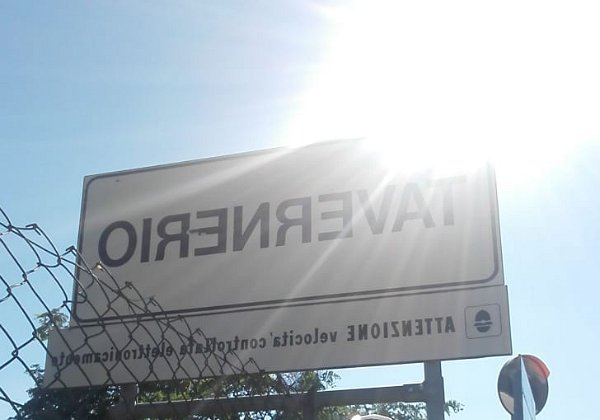 TAVERNERIO
ATTENZIONE velocita' controllata elettronicamente